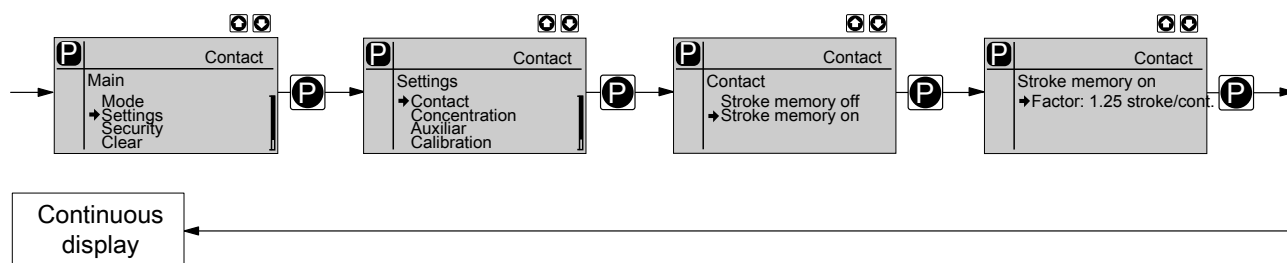 P Contact
Main
Mode
Settings
Security
Clear
P
P Contact
Settings
Contact
Concentration
Auxiliar
Calibration
P
P Contact
Contact
Stroke memory off
Stroke memory on
P
P Contact
Stroke memory on
Factor: 1.25 stroke/cont.
P
Continuous
display